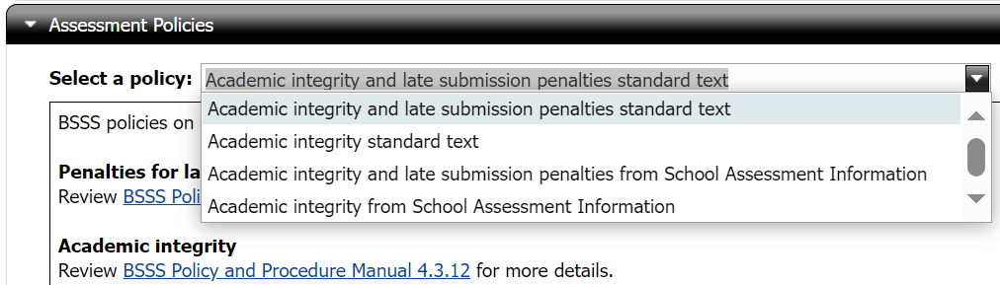 Assessment Policies
Select a policy: Academic integrity and late submission penalties standard text
Academic integrity and late submission penalties standard text
BSSS policies on
Academic integrity standard text
Penalties for la
Academic integrity and late submission penalties from School Assessment Information
Review BSSS Poli
Academic integrity from School Assessment Information
Academic integrity
Review BSSS Policy and Procedure Manual 4.3.12 for more details.